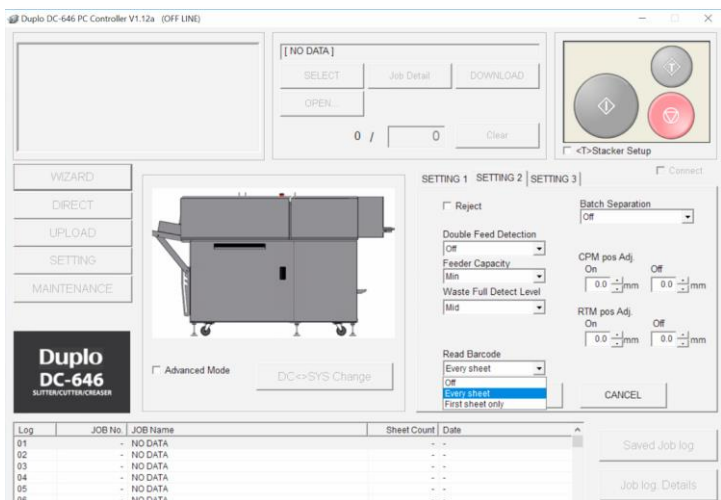 Duplo DC-646 PC Controller V1.12a (OFF LINE)
[ NO DATA ]
SELECT Job Detail DOWNLOAD
OPEN...
0 / 0 Clear
<T>Stacker Setup
Connect
WIZARD
DIRECT
UPLOAD
SETTING
MAINTENANCE
Duplo
DC-646
SLITTER/CUTTER/CREASER
Advanced Mode
DC<>SYS Change
SETTING 1 SETTING 2 SETTING 3
Reject
Batch Separation
Off
Double Feed Detection
Off
Feeder Capacity
Min
Waste Full Detect Level
Mid
CPM pos Adj.
On Off
0.0 mm 0.0 mm
RTM pos Adj.
On Off
0.0 mm 0.0 mm
Read Barcode
Every sheet
Off
Every sheet
First sheet only
CANCEL
Log JOB No. JOB Name Sheet Count Date
01 - NO DATA - -
02 - NO DATA - -
03 - NO DATA - -
04 - NO DATA - -
05 - NO DATA - -
Saved Job log
Job log. Details